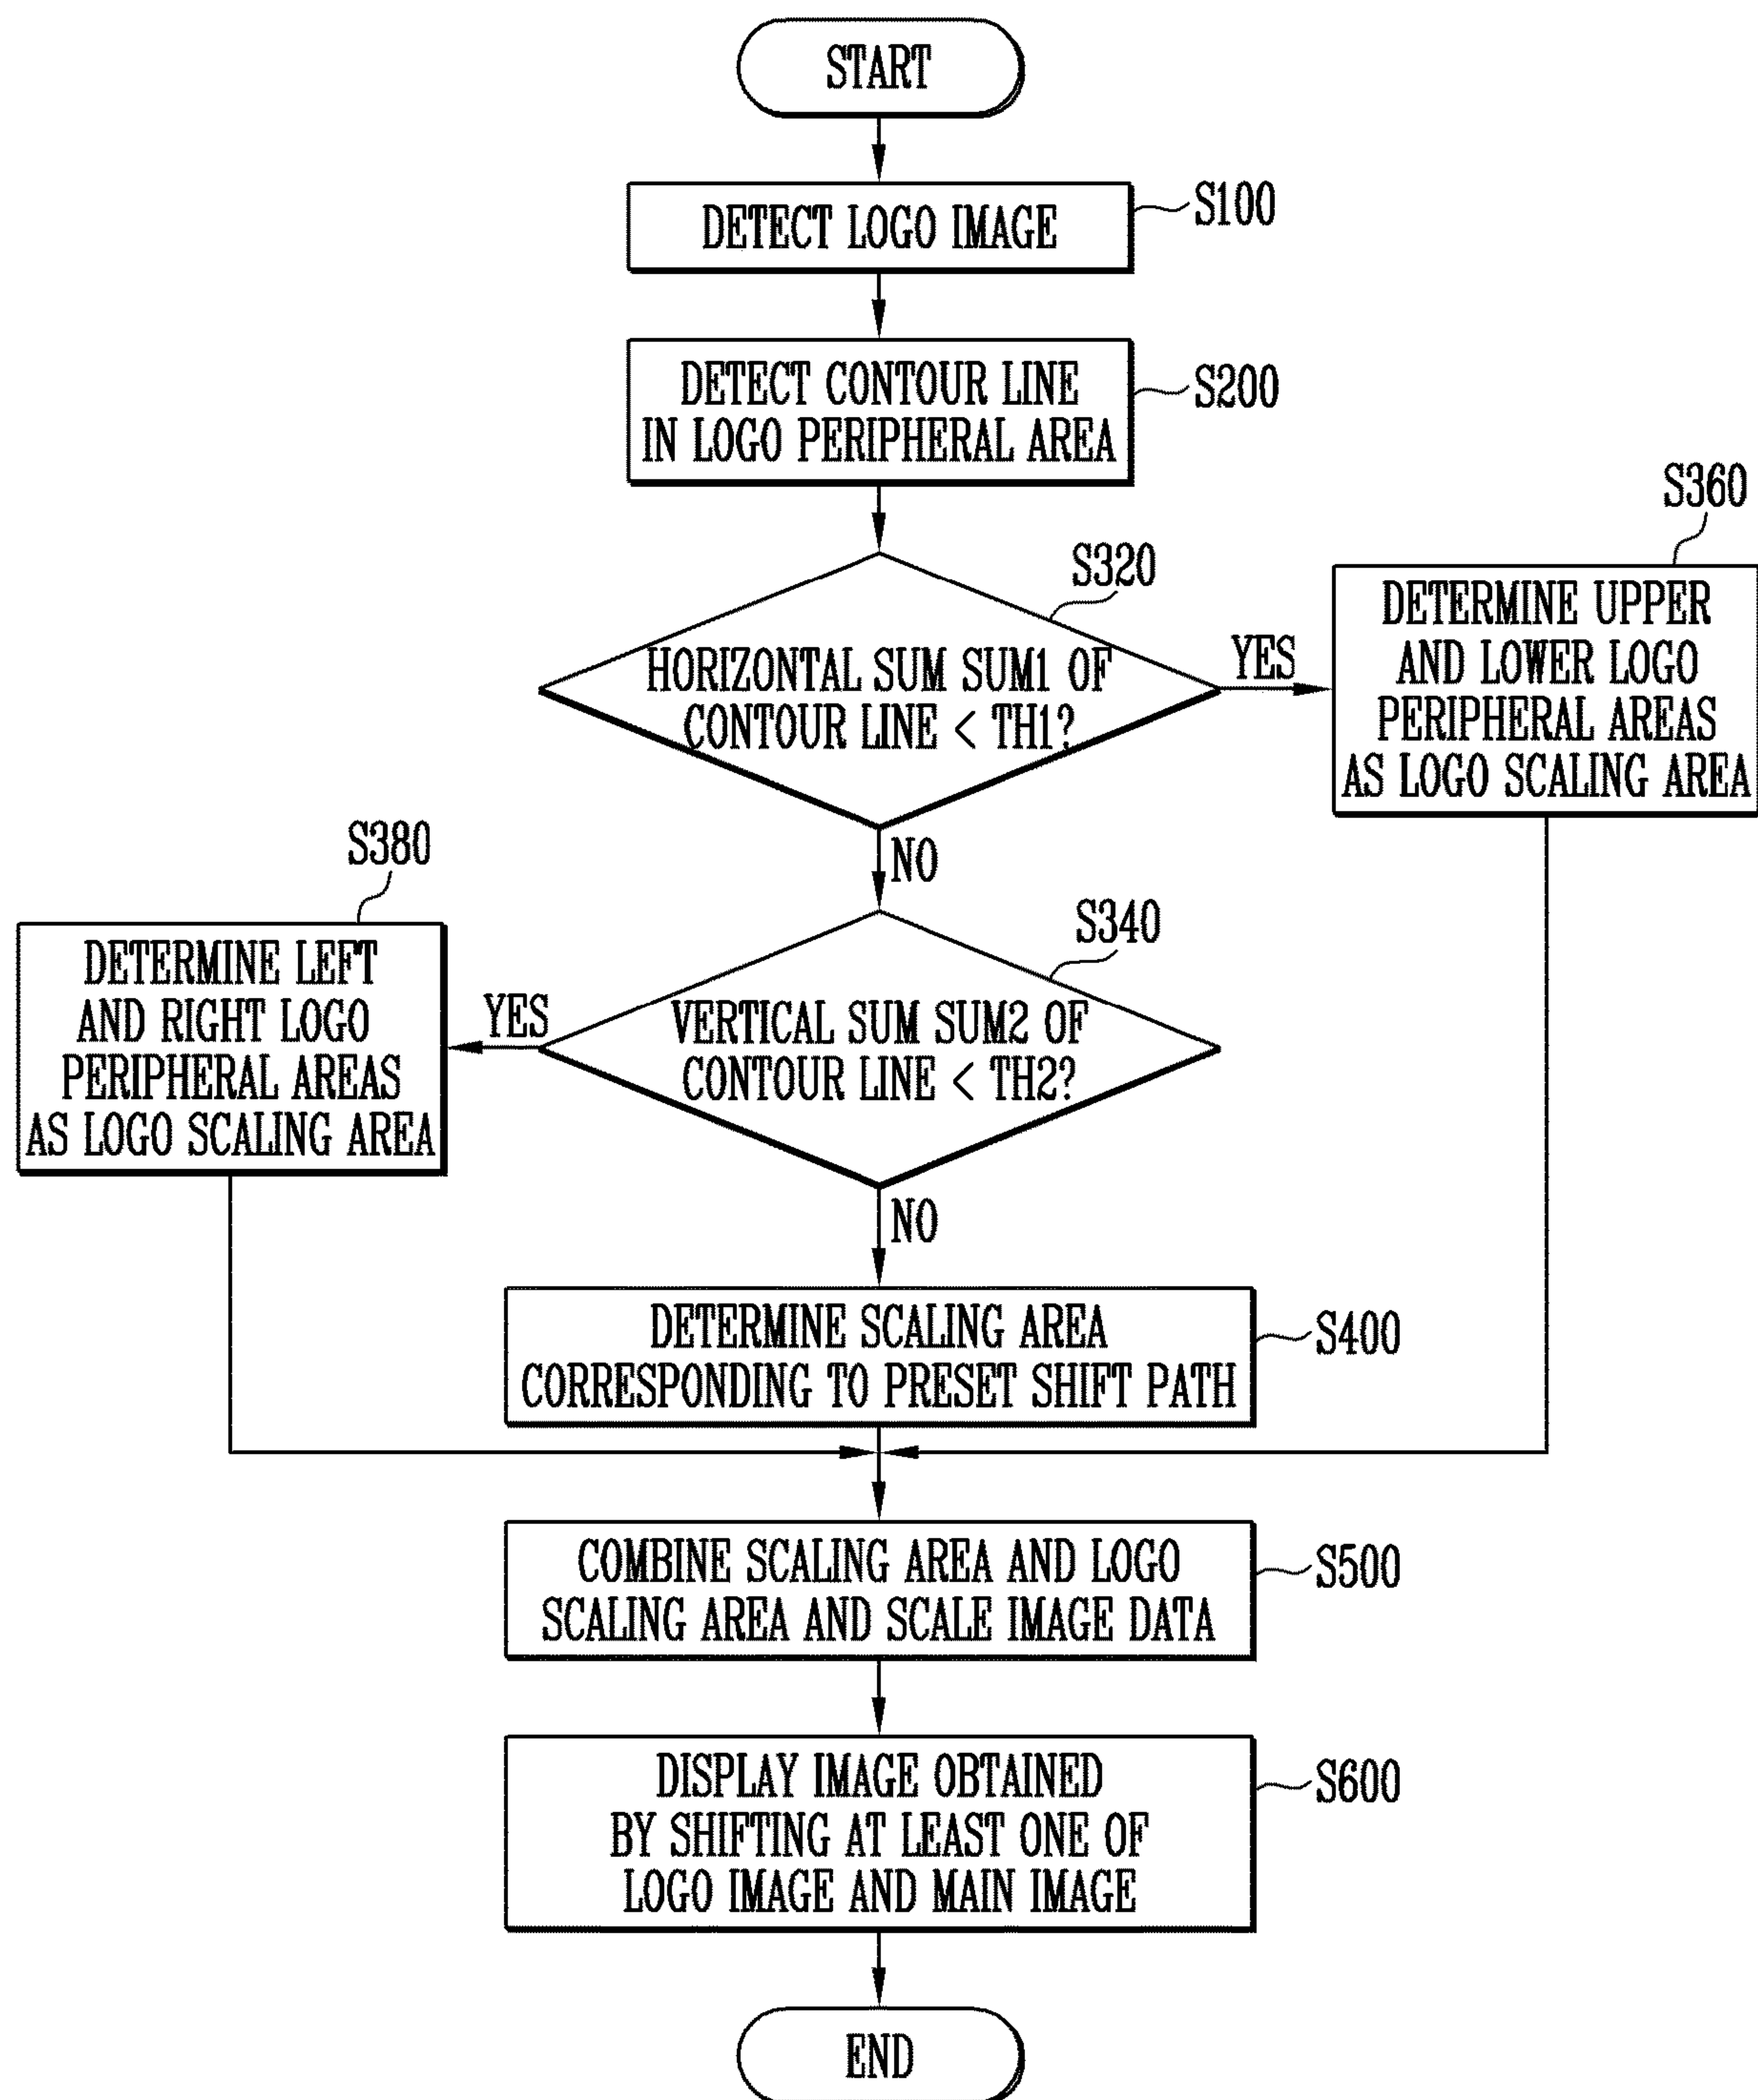 START
DETECT LOGO IMAGE
S100
DETECT CONTOUR LINE
IN LOGO PERIPHERAL AREA
S200
HORIZONTAL SUM SUM1 OF
CONTOUR LINE < TH1?
S320
YES
S360
DETERMINE UPPER
AND LOWER LOGO
PERIPHERAL AREAS
AS LOGO SCALING AREA
NO
VERTICAL SUM SUM2 OF
CONTOUR LINE < TH2?
S340
YES
S380
DETERMINE LEFT
AND RIGHT LOGO
PERIPHERAL AREAS
AS LOGO SCALING AREA
NO
DETERMINE SCALING AREA
CORRESPONDING TO PRESET SHIFT PATH
S400
COMBINE SCALING AREA AND LOGO
SCALING AREA AND SCALE IMAGE DATA
S500
DISPLAY IMAGE OBTAINED
BY SHIFTING AT LEAST ONE OF
LOGO IMAGE AND MAIN IMAGE
S600
END